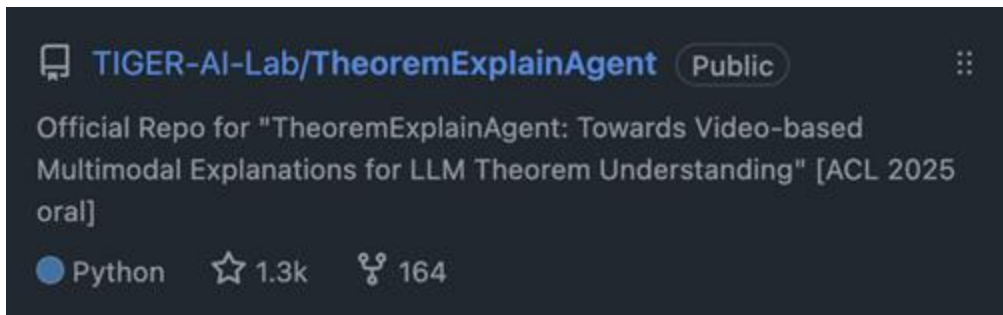 TIGER-AI-Lab/TheoremExplainAgent Public
Official Repo for "TheoremExplainAgent: Towards Video-based
Multimodal Explanations for LLM Theorem Understanding" [ACL 2025
oral]
Python 1.3k 164